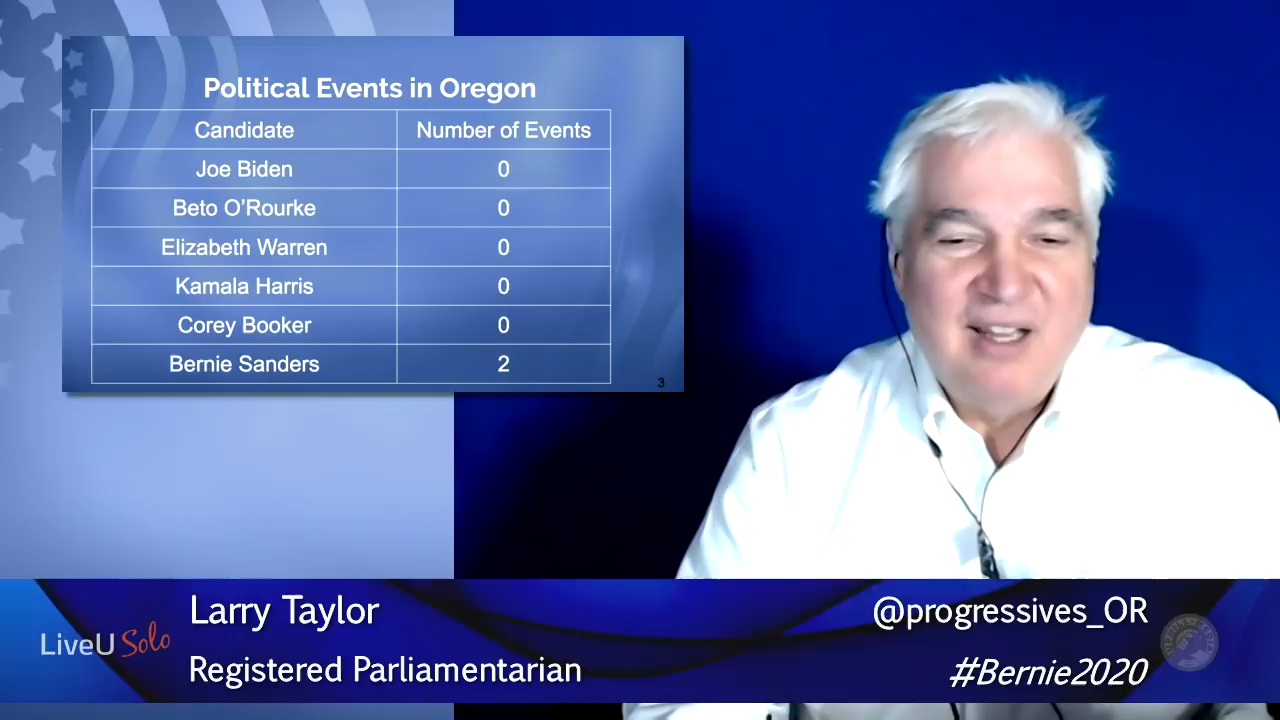 Political Events in Oregon
Candidate Number of Events
Joe Biden 0
Beto O'Rourke 0
Elizabeth Warren 0
Kamala Harris 0
Corey Booker 0
Bernie Sanders 2
3
Larry Taylor
@progressives_OR
LiveU Solo
Registered Parliamentarian
#Bernie2020